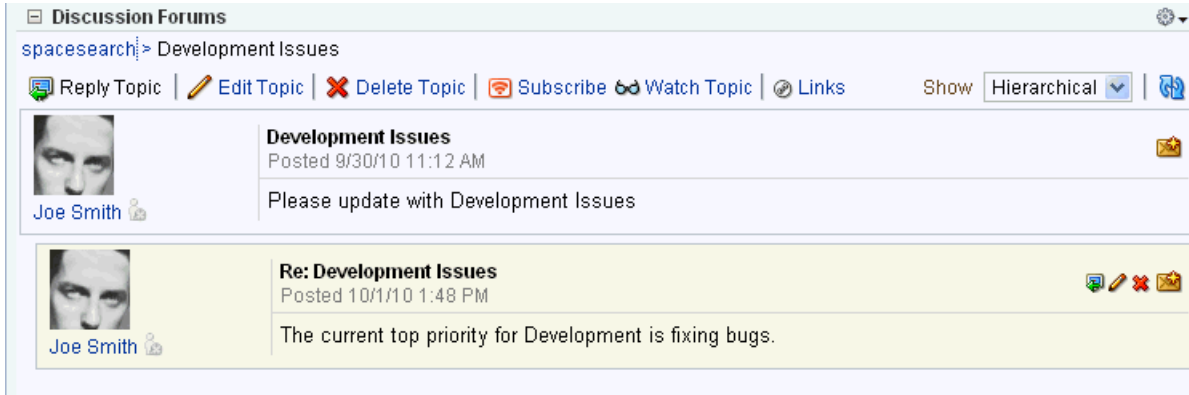 Discussion Forums
spacesearch > Development Issues
Reply Topic | Edit Topic | Delete Topic | Subscribe Watch Topic | Links Show Hierarchical
Development Issues
Posted 9/30/10 11:12 AM
Please update with Development Issues
Joe Smith
Re: Development Issues
Posted 10/1/10 1:48 PM
The current top priority for Development is fixing bugs.
Joe Smith